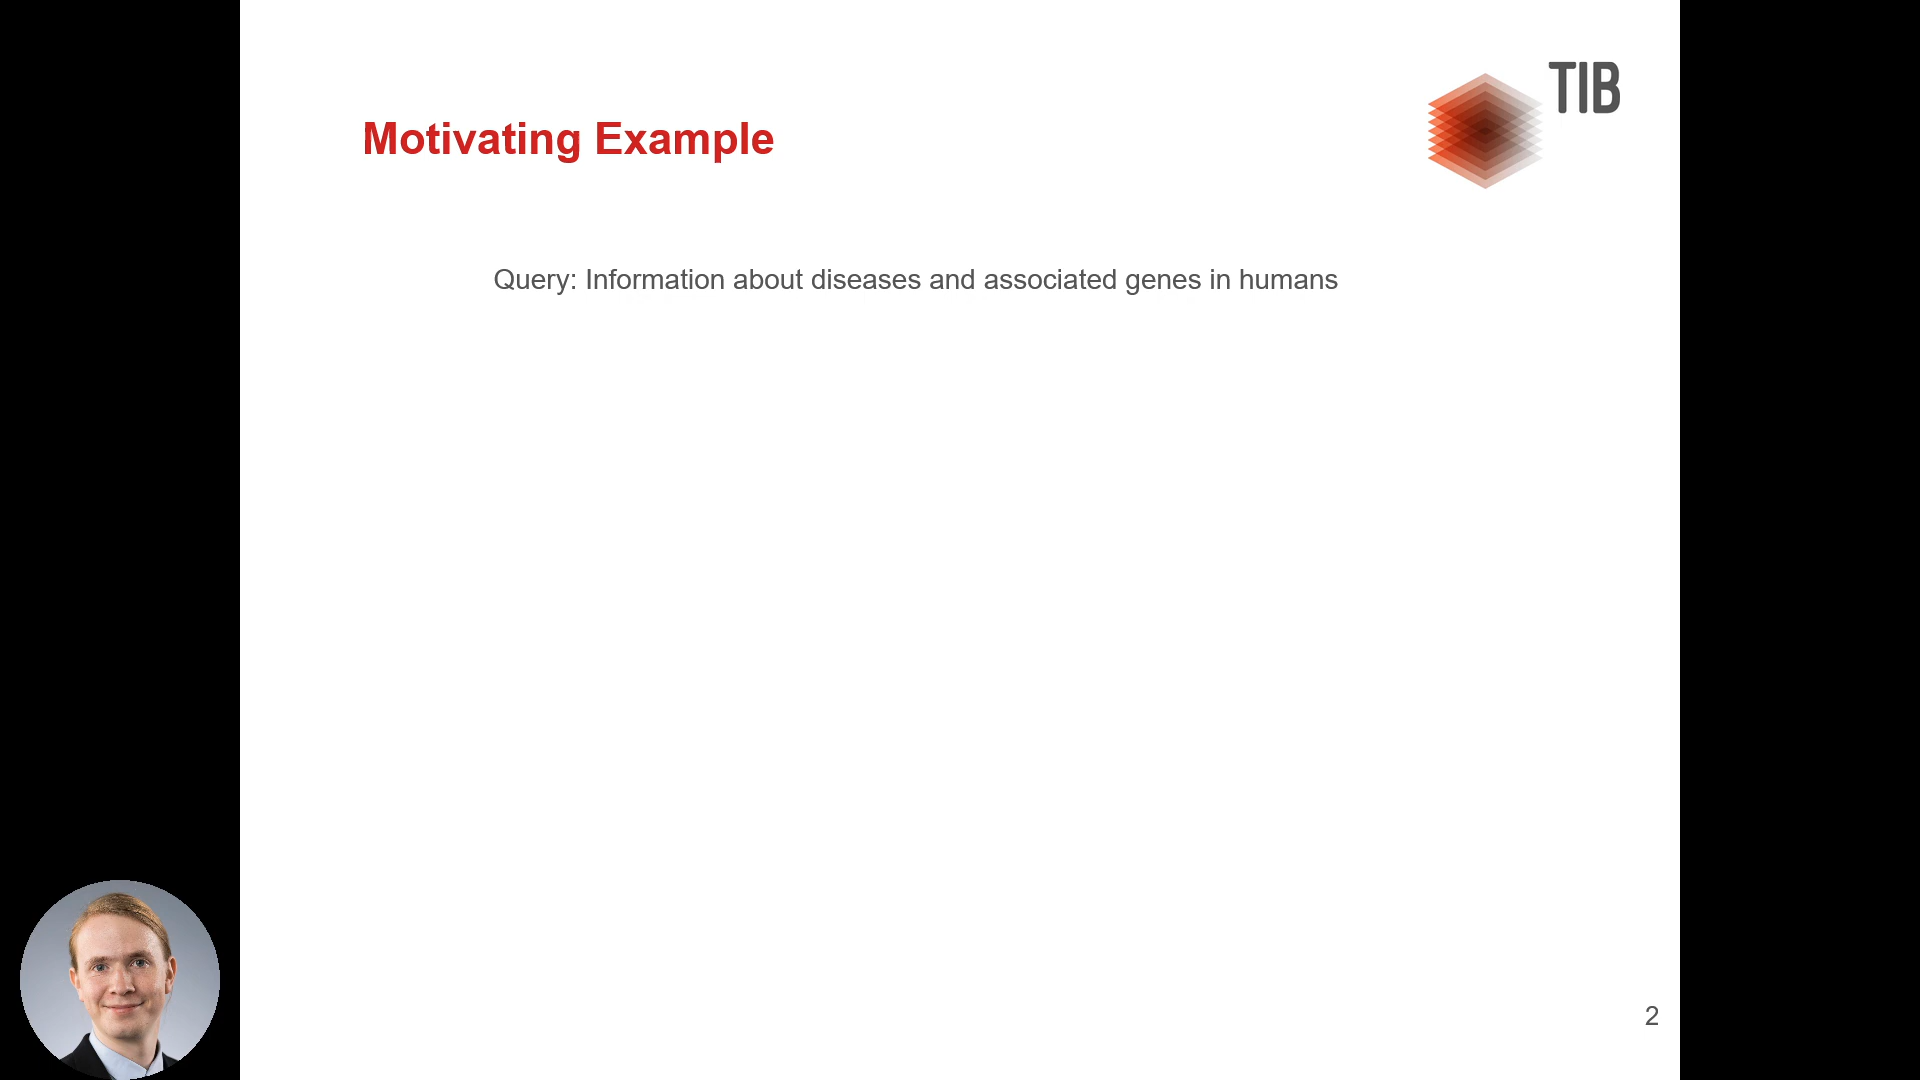 TIB
Motivating Example
Query: Information about diseases and associated genes in humans
2